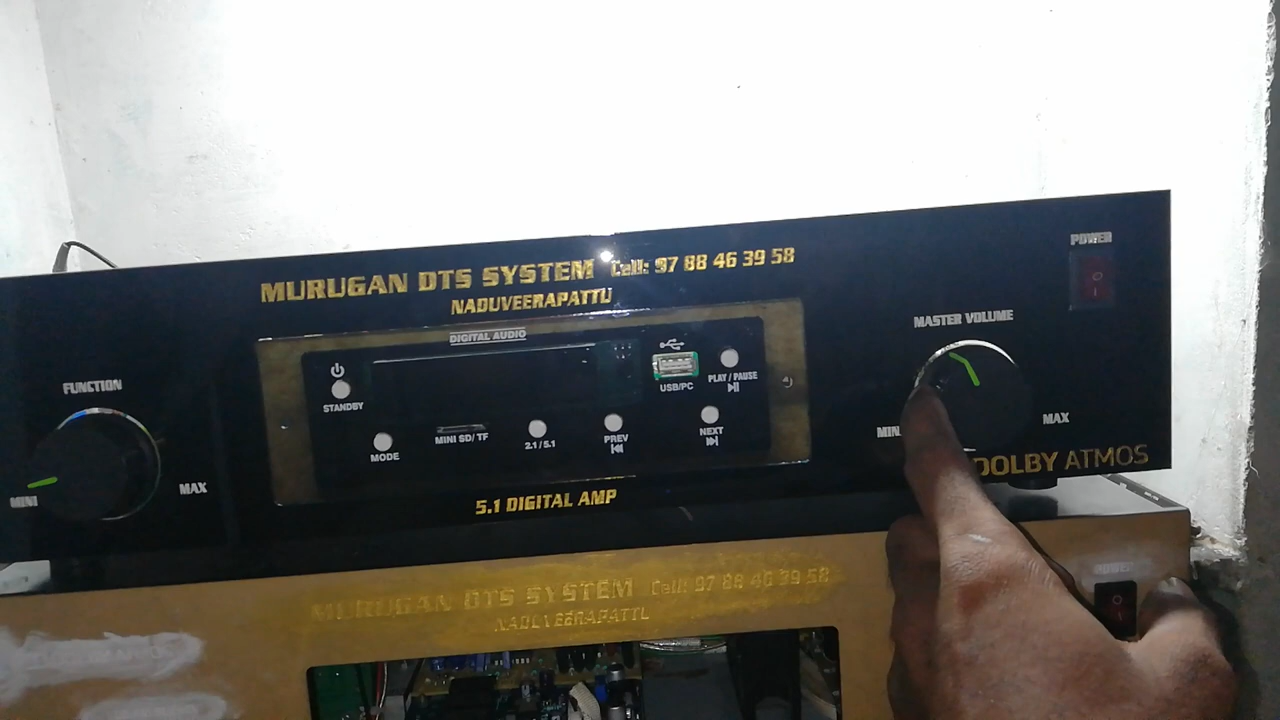 MURUGAN DTS SYSTEM Cell: 97 88 46 39 58
NADUVEERAPATTU
POWER
O
I
DIGITAL AUDIO
MASTER VOLUME
FUNCTION
STANDBY
USB/PC
PLAY / PAUSE
MODE
MINI SD/ TF
2.1 / 5.1
PREV
NEXT
MINI
MAX
MAX
DOLBY ATMOS
5.1 DIGITAL AMP
MURUGAN DTS SYSTEM Cell: 97 88 46 39 58
NADUVEERAPATTU
POWER
O
I